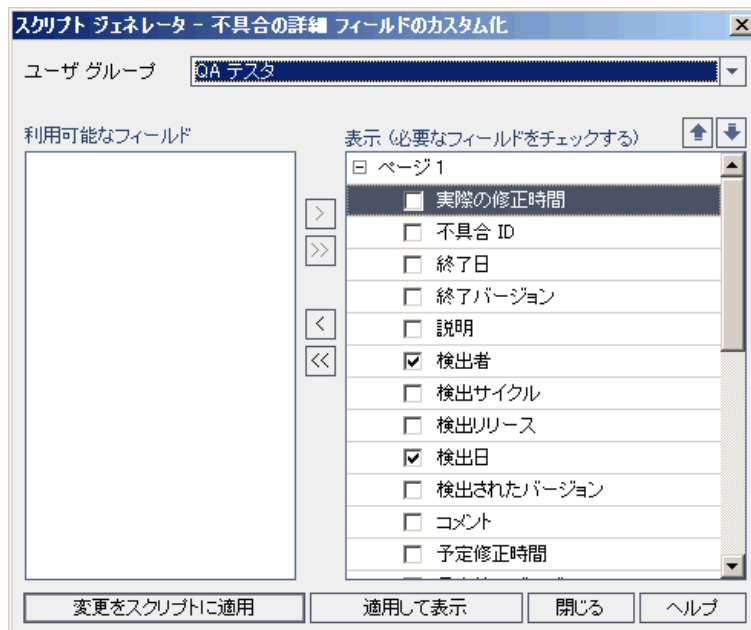 スクリプト ジェネレータ - 不具合の詳細 フィールドのカスタム化
ユーザ グループ
QA テスタ
利用可能なフィールド
表示 (必要なフィールドをチェックする)
ページ 1
実際の修正時間
不具合 ID
終了日
終了バージョン
説明
検出者
検出サイクル
検出リリース
検出日
検出されたバージョン
コメント
予定修正時間
>
>>
<
<<
変更をスクリプトに適用
適用して表示
閉じる
ヘルプ